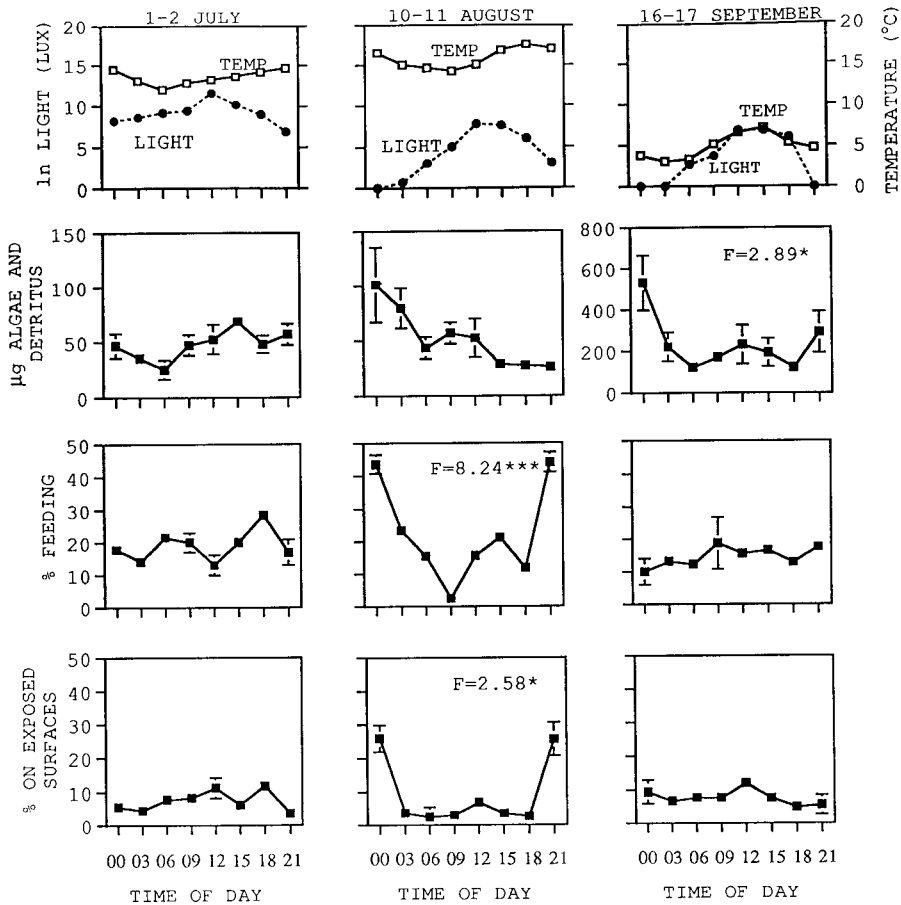 1-2 JULY
10-11 AUGUST
16-17 SEPTEMBER
ln LIGHT (LUX)
20
15
10
5
0
TEMP
LIGHT
TEMP
LIGHT
TEMP
LIGHT
20
15
10
5
0
TEMPERATURE (°C)
µg ALGAE AND
DETRITUS
150
100
50
0
800
600
400
200
0
F=2.89*
% FEEDING
50
40
30
20
10
0
F=8.24***
% ON EXPOSED
SURFACES
50
40
30
20
10
0
F=2.58*
00 03 06 09 12 15 18 21
00 03 06 09 12 15 18 21
00 03 06 09 12 15 18 21
TIME OF DAY
TIME OF DAY
TIME OF DAY